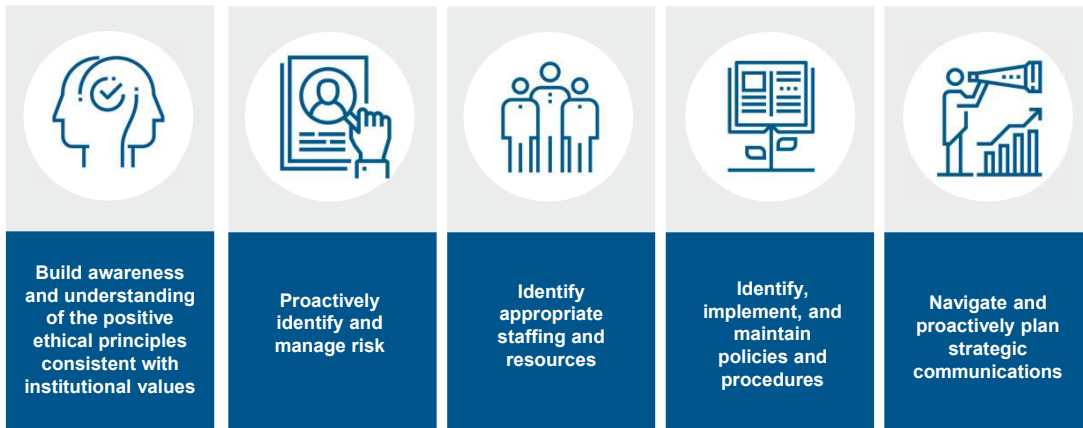 Build awareness
and understanding
of the positive
ethical principles
consistent with
institutional values
Proactively
identify and
manage risk
Identify
appropriate
staffing and
resources
Identify,
implement, and
maintain
policies and
procedures
Navigate and
proactively plan
strategic
communications